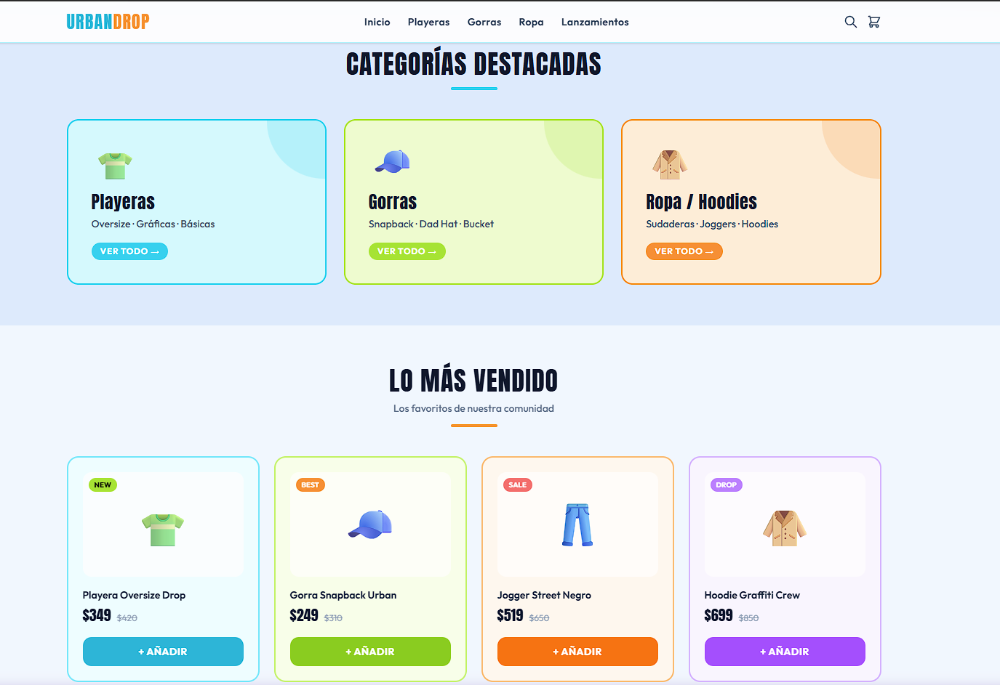 URBANDROP
Inicio Playeras Gorras Ropa Lanzamientos
CATEGORÍAS DESTACADAS
Playeras
Oversize · Gráficas · Básicas
VER TODO →
Gorras
Snapback · Dad Hat · Bucket
VER TODO →
Ropa / Hoodies
Sudaderas · Joggers · Hoodies
VER TODO →
LO MÁS VENDIDO
Los favoritos de nuestra comunidad
NEW
Playera Oversize Drop
$349 $420
+ AÑADIR
BEST
Gorra Snapback Urban
$249 $310
+ AÑADIR
SALE
Jogger Street Negro
$519 $650
+ AÑADIR
DROP
Hoodie Graffiti Crew
$699 $850
+ AÑADIR